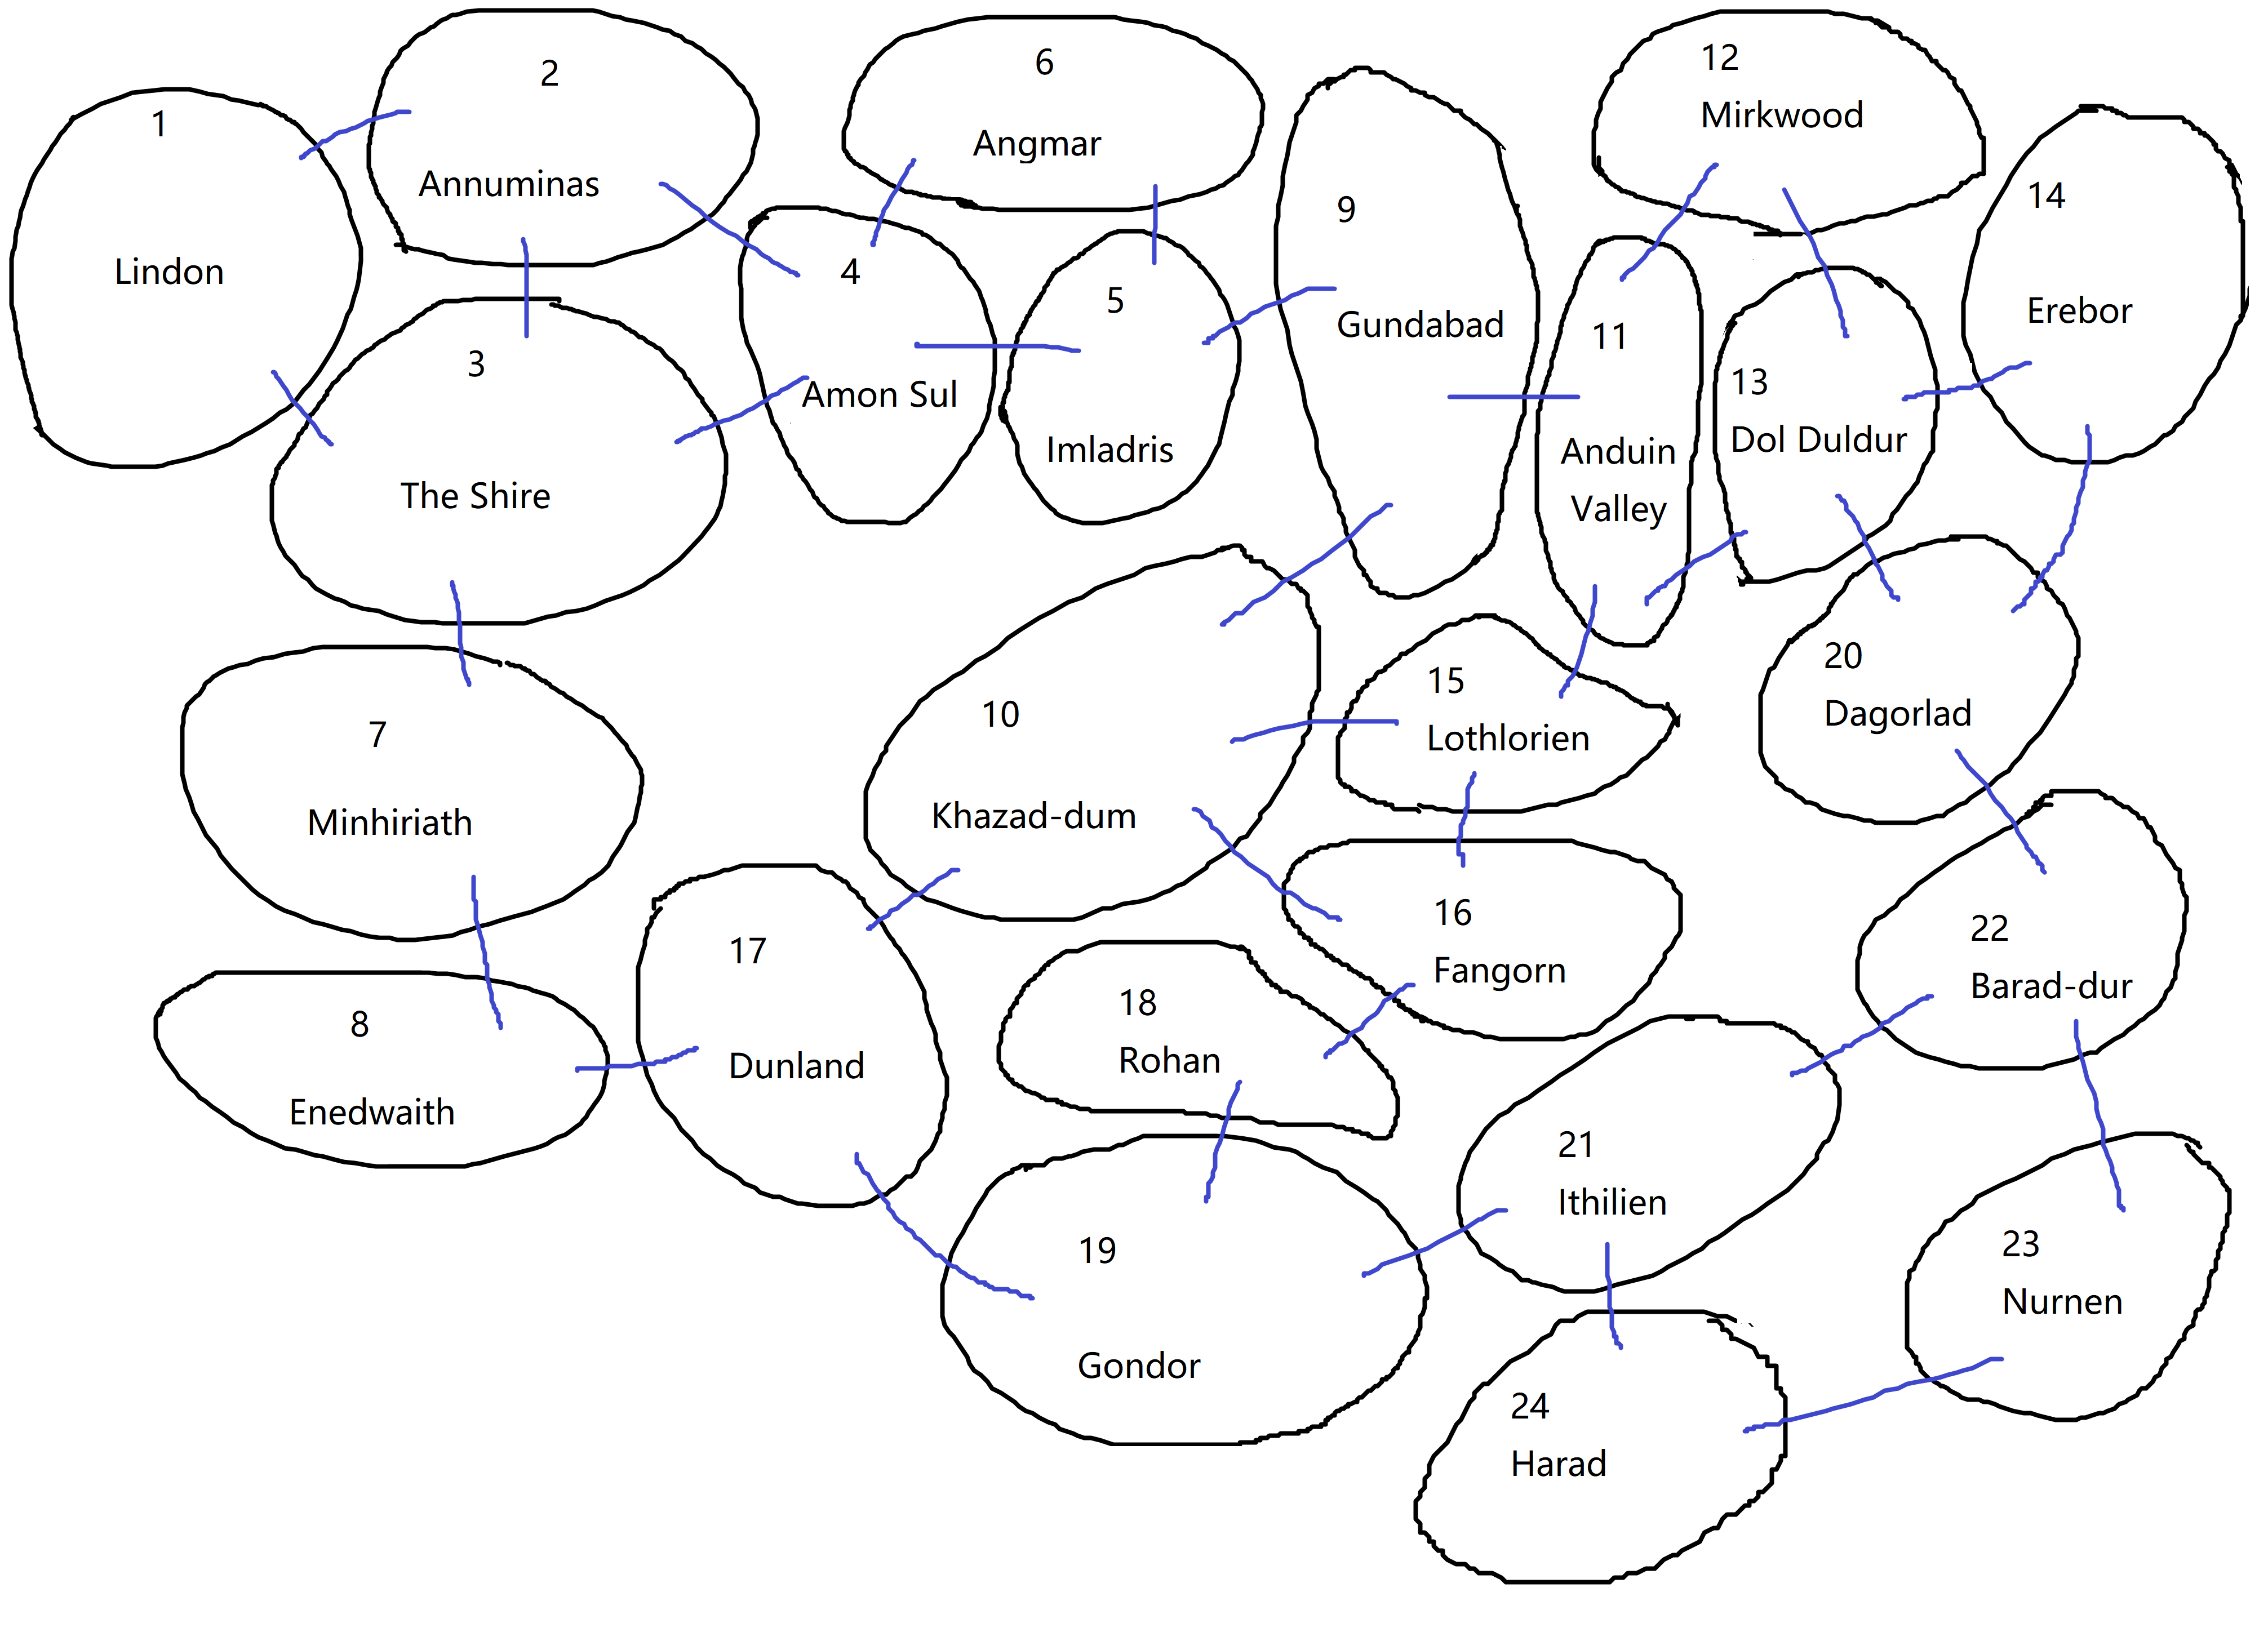 1
Lindon
2
Annuminas
3
The Shire
4
Amon Sul
5
Imladris
6
Angmar
7
Minhiriath
8
Enedwaith
9
Gundabad
10
Khazad-dum
11
Anduin
Valley
12
Mirkwood
13
Dol Duldur
14
Erebor
15
Lothlorien
16
Fangorn
17
Dunland
18
Rohan
19
Gondor
20
Dagorlad
21
Ithilien
22
Barad-dur
23
Nurnen
24
Harad